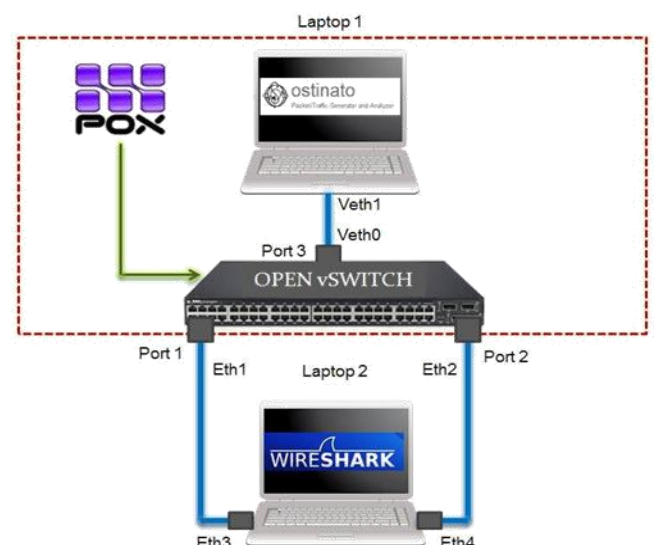 Laptop 1
ostinato
Packet/Traffic Generator and Analyzer
POX
Veth1
Veth0
Port 3
OPEN vSWITCH
Port 1
Eth1
Laptop 2
Eth2
Port 2
WIRESHARK
Eth3
Eth4